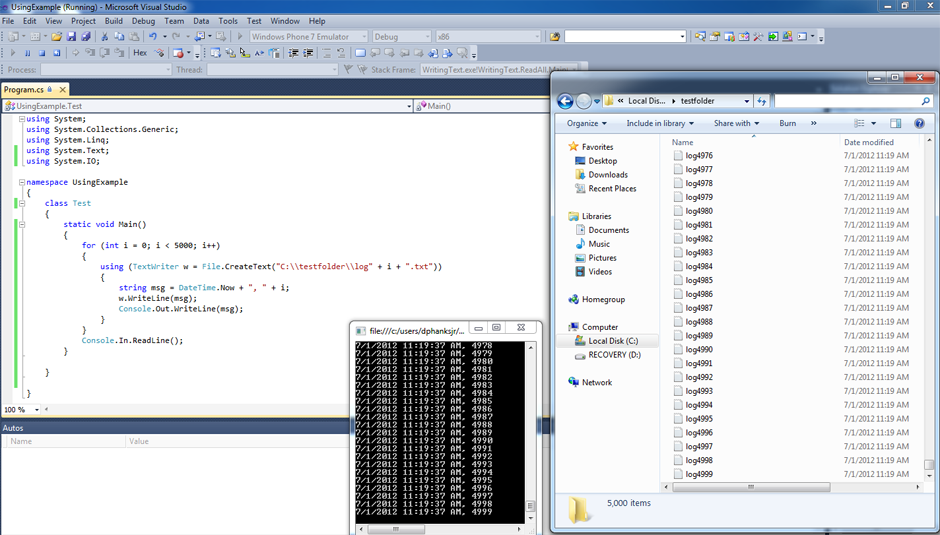 UsingExample (Running) - Microsoft Visual Studio
File Edit View Project Build Debug Team Data Tools Test Window Help
Windows Phone 7 Emulator Debug x86
Hex
Process: Thread: Stack Frame: WritingText.exe!WritingText.ReadAll.Main
Program.cs
UsingExample.Test Main()
using System;
using System.Collections.Generic;
using System.Linq;
using System.Text;
using System.IO;
namespace UsingExample
{
class Test
{
static void Main()
{
for (int i = 0; i < 5000; i++)
{
using (TextWriter w = File.CreateText("C:\\testfolder\\log" + i + ".txt"))
{
string msg = DateTime.Now + ", " + i;
w.WriteLine(msg);
Console.Out.WriteLine(msg);
}
}
Console.In.ReadLine();
}
}
}
100 %
Autos
Name Value
file:///c:/users/dphanksjr/...
7/1/2012 11:19:37 AM, 4978
7/1/2012 11:19:37 AM, 4979
7/1/2012 11:19:37 AM, 4980
7/1/2012 11:19:37 AM, 4981
7/1/2012 11:19:37 AM, 4982
7/1/2012 11:19:37 AM, 4983
7/1/2012 11:19:37 AM, 4984
7/1/2012 11:19:37 AM, 4985
7/1/2012 11:19:37 AM, 4986
7/1/2012 11:19:37 AM, 4987
7/1/2012 11:19:37 AM, 4988
7/1/2012 11:19:37 AM, 4989
7/1/2012 11:19:37 AM, 4990
7/1/2012 11:19:37 AM, 4991
7/1/2012 11:19:37 AM, 4992
7/1/2012 11:19:37 AM, 4993
7/1/2012 11:19:37 AM, 4994
7/1/2012 11:19:37 AM, 4995
7/1/2012 11:19:37 AM, 4996
7/1/2012 11:19:37 AM, 4997
7/1/2012 11:19:37 AM, 4998
7/1/2012 11:19:37 AM, 4999
« Local Dis... testfolder
Organize Include in library Share with Burn »
Favorites
Desktop
Downloads
Recent Places
Libraries
Documents
Music
Pictures
Videos
Homegroup
Computer
Local Disk (C:)
RECOVERY (D:)
Network
Name Date modified
log4976 7/1/2012 11:19 AM
log4977 7/1/2012 11:19 AM
log4978 7/1/2012 11:19 AM
log4979 7/1/2012 11:19 AM
log4980 7/1/2012 11:19 AM
log4981 7/1/2012 11:19 AM
log4982 7/1/2012 11:19 AM
log4983 7/1/2012 11:19 AM
log4984 7/1/2012 11:19 AM
log4985 7/1/2012 11:19 AM
log4986 7/1/2012 11:19 AM
log4987 7/1/2012 11:19 AM
log4988 7/1/2012 11:19 AM
log4989 7/1/2012 11:19 AM
log4990 7/1/2012 11:19 AM
log4991 7/1/2012 11:19 AM
log4992 7/1/2012 11:19 AM
log4993 7/1/2012 11:19 AM
log4994 7/1/2012 11:19 AM
log4995 7/1/2012 11:19 AM
log4996 7/1/2012 11:19 AM
log4997 7/1/2012 11:19 AM
log4998 7/1/2012 11:19 AM
log4999 7/1/2012 11:19 AM
5,000 items